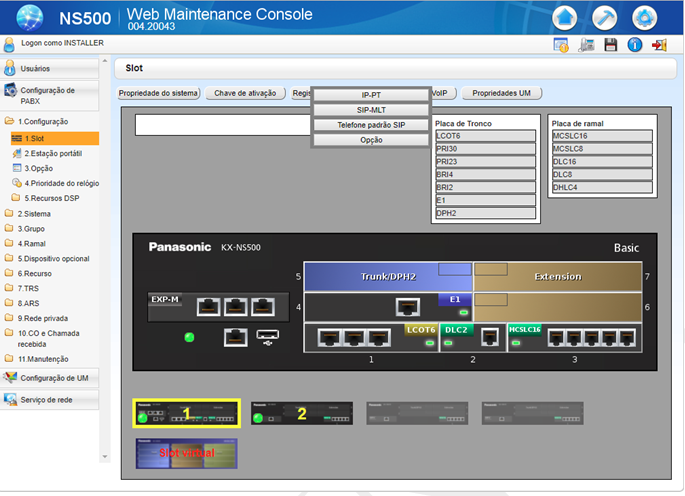 NS500
Web Maintenance Console
004.20043
Logon como INSTALLER
Usuários
Configuração de
PABX
1.Configuração
1.Slot
2.Estação portátil
3.Opção
4.Prioridade do relógio
5.Recursos DSP
2.Sistema
3.Grupo
4.Ramal
5.Dispositivo opcional
6.Recurso
7.TRS
8.ARS
9.Rede privada
10.CO e Chamada
recebida
11.Manutenção
Configuração de UM
Serviço de rede
Slot
Propriedade do sistema
Chave de ativação
Regis
VoIP
Propriedades UM
IP-PT
SIP-MLT
Telefone padrão SIP
Opção
Placa de Tronco
LCOT6
PRI30
PRI23
BRI4
BRI2
E1
DPH2
Placa de ramal
MCSLC16
MCSLC8
DLC16
DLC8
DHLC4
Panasonic KX-NS500
Basic
5
Trunk/DPH2
Extension
7
EXP-M
4
E1
6
LCOT6
DLC2
MCSLC16
1
2
3
Panasonic
1
2
Slot virtual